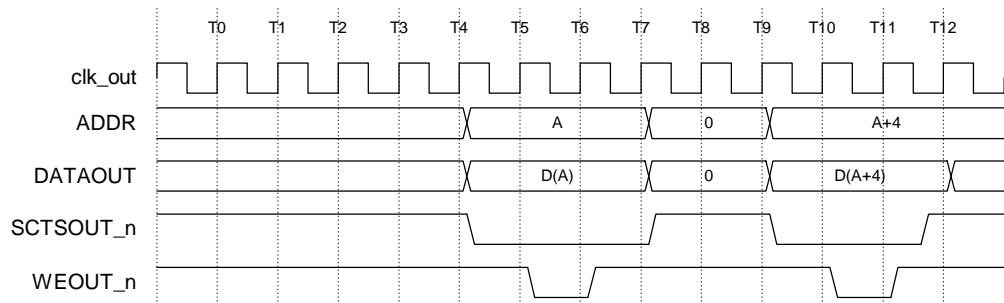 T0 T1 T2 T3 T4 T5 T6 T7 T8 T9 T10 T11 T12
clk_out
ADDR A 0 A+4
DATAOUT D(A) 0 D(A+4)
SCTSOUT_n
WEOUT_n